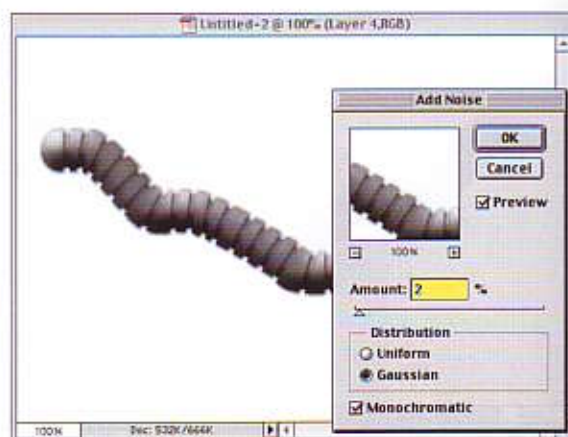 Untitled-2 @ 100% (Layer 4,RGB)
Add Noise
OK
Cancel
Preview
100%
Amount: 2 %
Distribution
Uniform
Gaussian
Monochromatic
100% Doc: 532K/666K